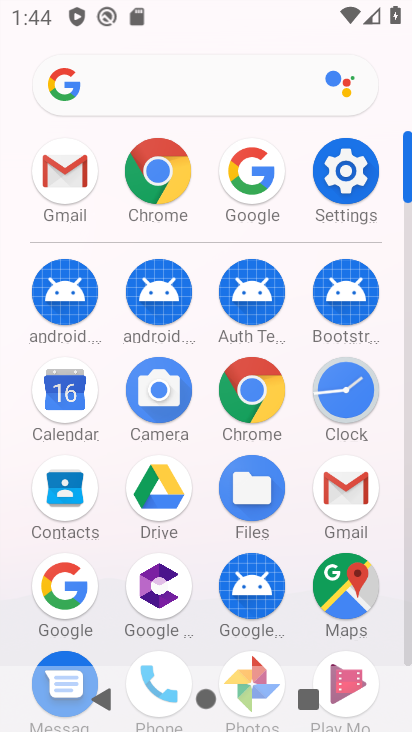 1:44
Gmail Chrome Google Settings
android... android... Auth Te... Bootstr...
16
Calendar Camera Chrome Clock
Contacts Drive Files Gmail
Google Google ... Google... Maps
Messag Phone Photos Play Mo